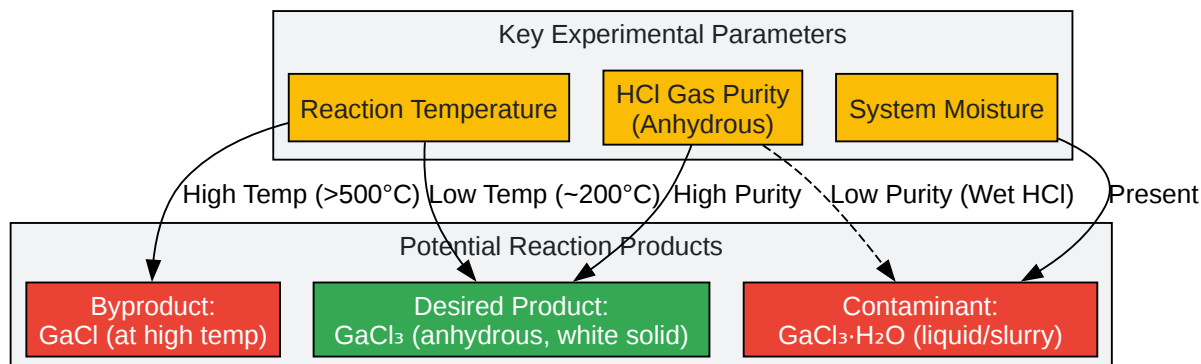 Key Experimental Parameters
Reaction Temperature
HCl Gas Purity
(Anhydrous)
System Moisture
High Temp (>500°C)
Low Temp (~200°C)
High Purity
Low Purity (Wet HCl)
Present
Potential Reaction Products
Byproduct:
GaCl (at high temp)
Desired Product:
GaCl₃ (anhydrous, white solid)
Contaminant:
GaCl₃·H₂O (liquid/slurry)